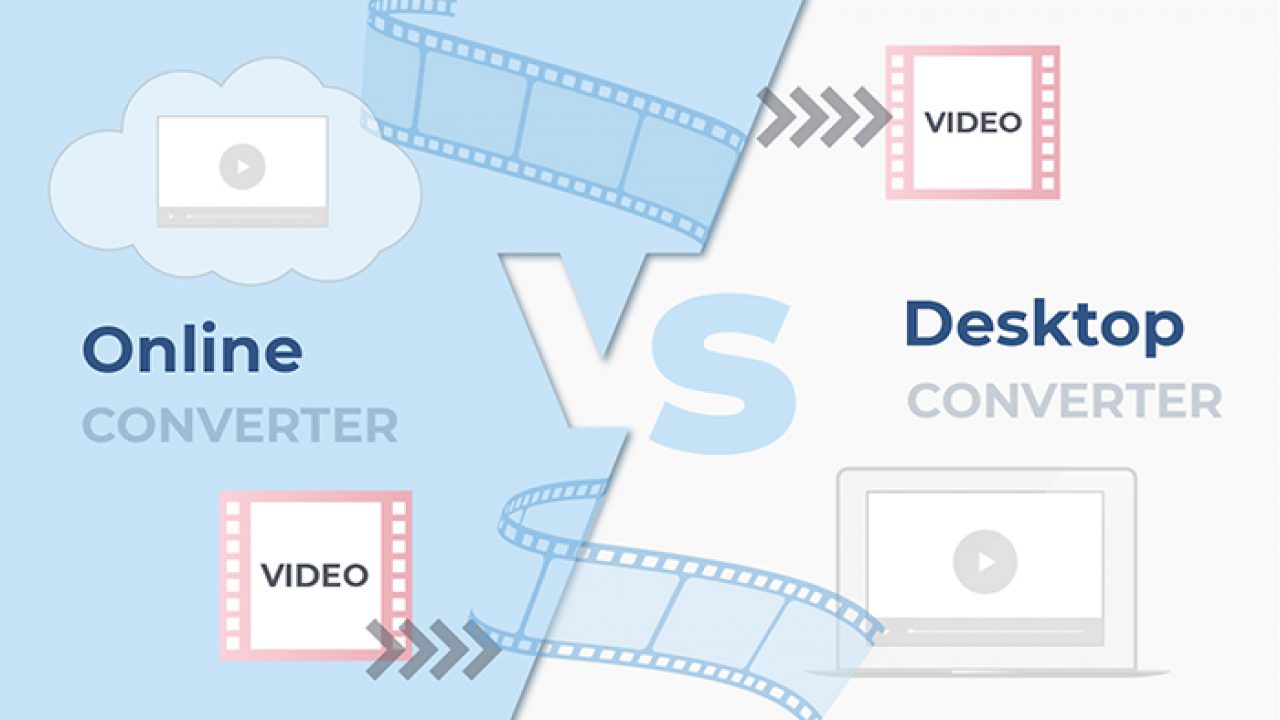 Online
CONVERTER
VIDEO
VS
VIDEO
Desktop
CONVERTER